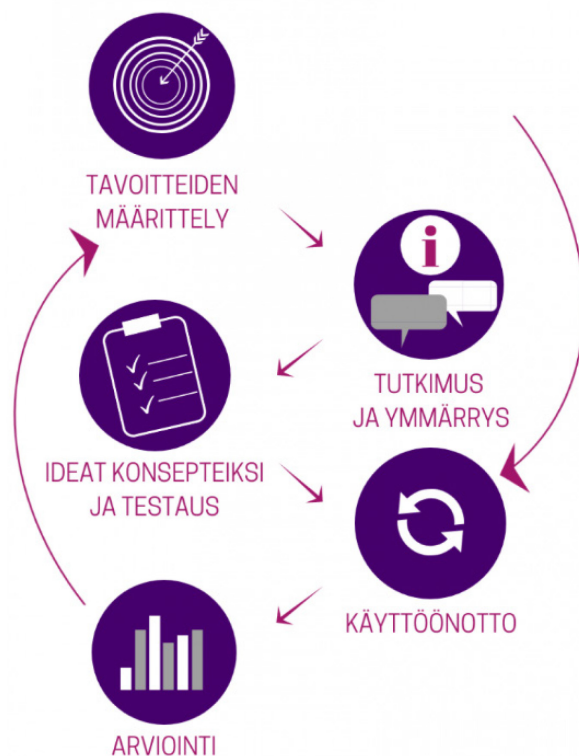 TAVOITTEIDEN
MÄÄRITTELY
i
TUTKIMUS
JA YMMÄRRYS
IDEAT KONSEPTEIKSI
JA TESTAUS
KÄYTTÖÖNOTTO
ARVIOINTI